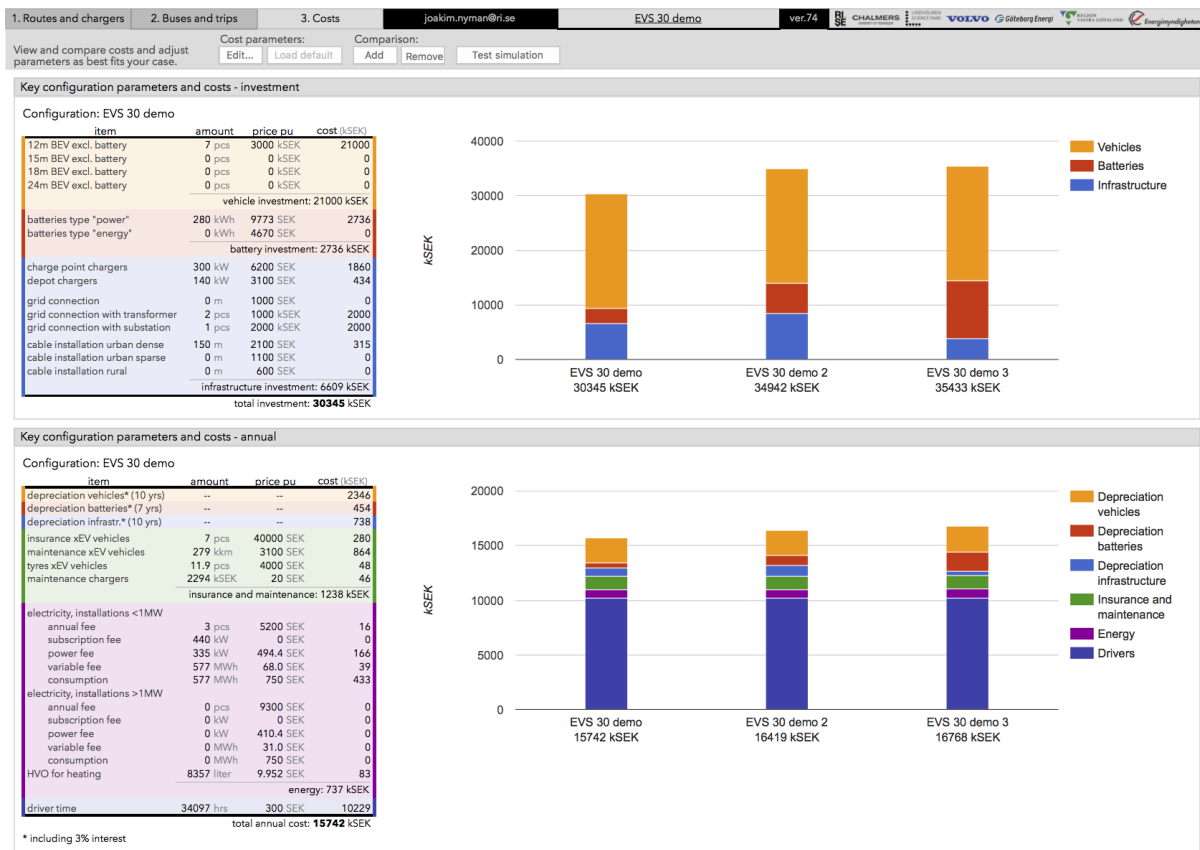 1. Routes and chargers 2. Buses and trips 3. Costs joakim.nyman@ri.se EVS 30 demo ver.74 RI SE CHALMERS LINDHOLMEN SCIENCE PARK VOLVO Göteborg Energi REGION VÄSTRA GÖTALAND Energimyndigheten
View and compare costs and adjust
parameters as best fits your case.
Cost parameters: Comparison:
Edit... Load default Add Remove Test simulation
Key configuration parameters and costs - investment
Configuration: EVS 30 demo
item amount price pu cost (kSEK)
12m BEV excl. battery 7 pcs 3000 kSEK 21000
15m BEV excl. battery 0 pcs 0 kSEK 0
18m BEV excl. battery 0 pcs 0 kSEK 0
24m BEV excl. battery 0 pcs 0 kSEK 0
vehicle investment: 21000 kSEK
batteries type "power" 280 kWh 9773 SEK 2736
batteries type "energy" 0 kWh 4670 SEK 0
battery investment: 2736 kSEK
charge point chargers 300 kW 6200 SEK 1860
depot chargers 140 kW 3100 SEK 434
grid connection 0 m 1000 SEK 0
grid connection with transformer 2 pcs 1000 kSEK 2000
grid connection with substation 1 pcs 2000 kSEK 2000
cable installation urban dense 150 m 2100 SEK 315
cable installation urban sparse 0 m 1100 SEK 0
cable installation rural 0 m 600 SEK 0
infrastructure investment: 6609 kSEK
total investment: 30345 kSEK
40000
30000
20000
10000
0
kSEK
EVS 30 demo EVS 30 demo 2 EVS 30 demo 3
30345 kSEK 34942 kSEK 35433 kSEK
Vehicles
Batteries
Infrastructure
Key configuration parameters and costs - annual
Configuration: EVS 30 demo
item amount price pu cost (kSEK)
depreciation vehicles* (10 yrs) -- -- 2346
depreciation batteries* (7 yrs) -- -- 454
depreciation infrastr.* (10 yrs) -- -- 738
insurance xEV vehicles 7 pcs 40000 SEK 280
maintenance xEV vehicles 279 kkm 3100 SEK 864
tyres xEV vehicles 11.9 pcs 4000 SEK 48
maintenance chargers 2294 kSEK 20 SEK 46
insurance and maintenance: 1238 kSEK
electricity, installations <1MW
annual fee 3 pcs 5200 SEK 16
subscription fee 440 kW 0 SEK 0
power fee 335 kW 494.4 SEK 166
variable fee 577 MWh 68.0 SEK 39
consumption 577 MWh 750 SEK 433
electricity, installations >1MW
annual fee 0 pcs 9300 SEK 0
subscription fee 0 kW 0 SEK 0
power fee 0 kW 410.4 SEK 0
variable fee 0 MWh 31.0 SEK 0
consumption 0 MWh 750 SEK 0
HVO for heating 8357 liter 9.952 SEK 83
energy: 737 kSEK
driver time 34097 hrs 300 SEK 10229
total annual cost: 15742 kSEK
* including 3% interest
20000
15000
10000
5000
0
kSEK
EVS 30 demo EVS 30 demo 2 EVS 30 demo 3
15742 kSEK 16419 kSEK 16768 kSEK
Depreciation
vehicles
Depreciation
batteries
Depreciation
infrastructure
Insurance and
maintenance
Energy
Drivers